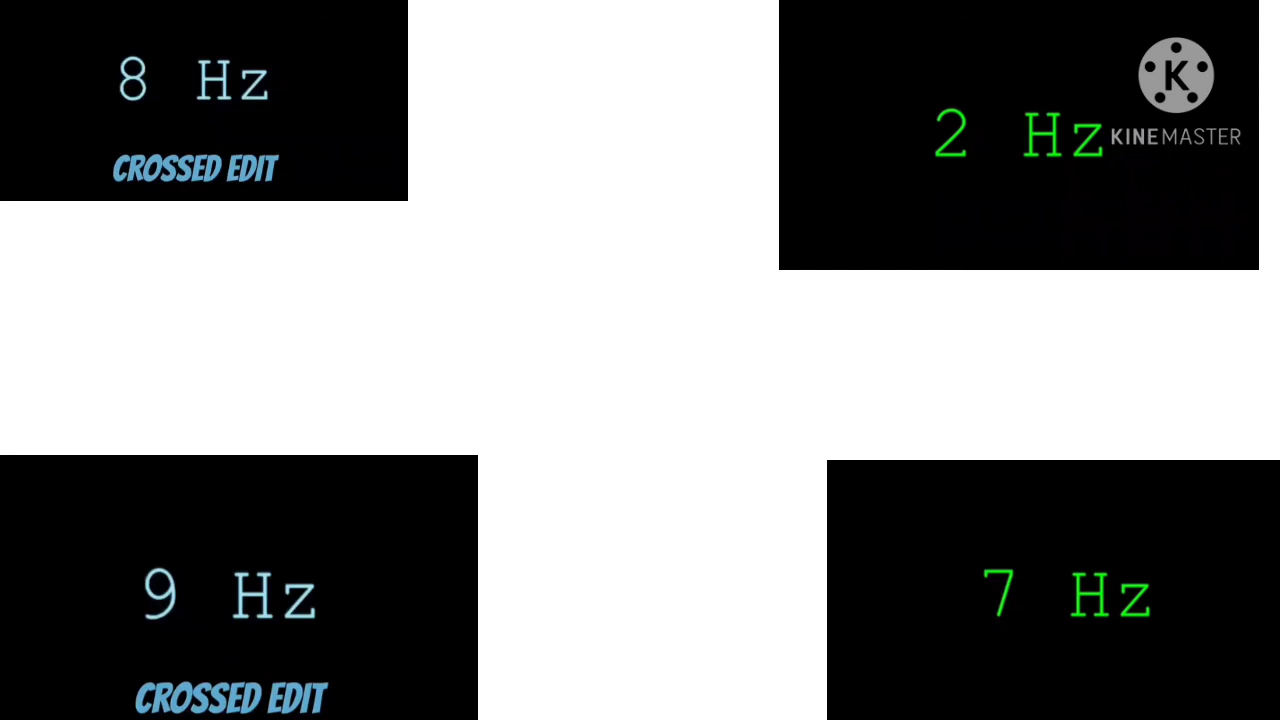 8 Hz
CROSSED EDIT
2 Hz
K
KINEMASTER
9 Hz
CROSSED EDIT
7 Hz